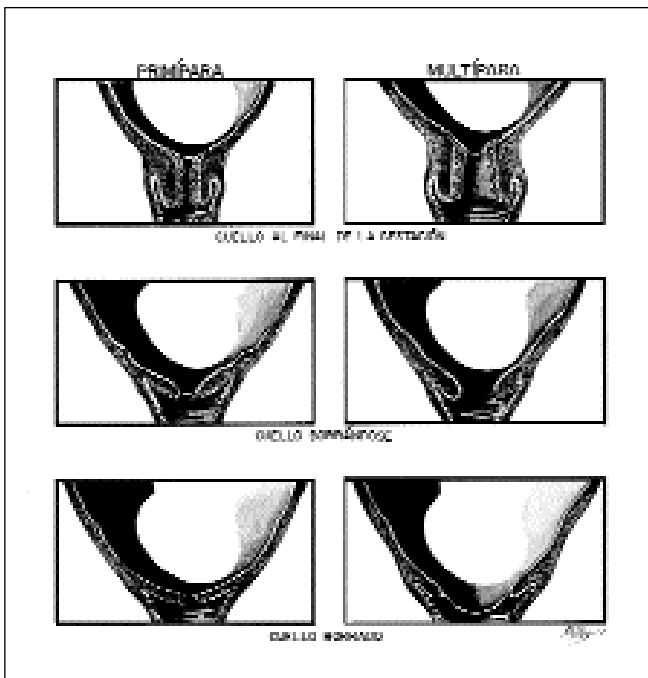 PRIMÍPARA
MULTÍPARA
CUELLO AL FINAL DE LA GESTACIÓN
CUELLO BORRÁNDOSE
CUELLO BORRADO